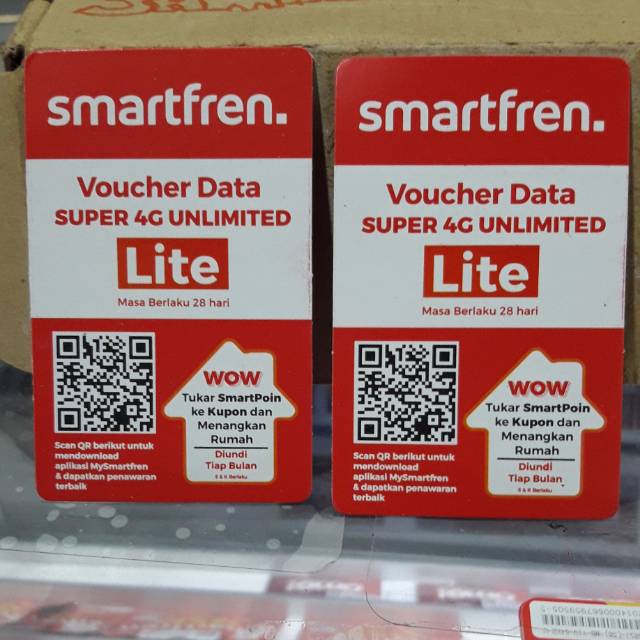 smartfren.
Voucher Data
SUPER 4G UNLIMITED
Lite
Masa Berlaku 28 hari
Scan QR berikut untuk
mendownload
aplikasi MySmartfren
& dapatkan penawaran
terbaik
WOW
Tukar SmartPoin
ke Kupon dan
Menangkan
Rumah
Diundi
Tiap Bulan
S & K Berlaku
smartfren.
Voucher Data
SUPER 4G UNLIMITED
Lite
Masa Berlaku 28 hari
Scan QR berikut untuk
mendownload
aplikasi MySmartfren
& dapatkan penawaran
terbaik
WOW
Tukar SmartPoin
ke Kupon dan
Menangkan
Rumah
Diundi
Tiap Bulan
S & K Berlaku